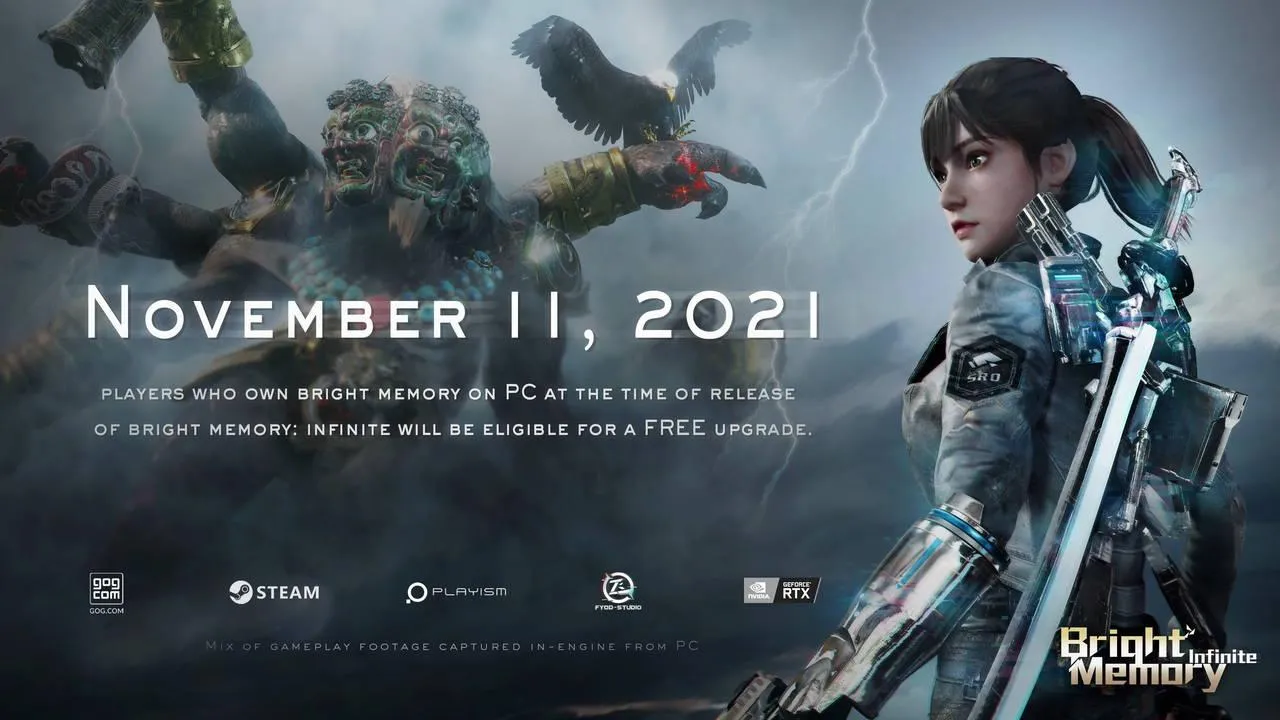 SRO
November 11, 2021
PLAYERS WHO OWN BRIGHT MEMORY ON PC AT THE TIME OF RELEASE
OF BRIGHT MEMORY: INFINITE WILL BE ELIGIBLE FOR A FREE UPGRADE.
gog
com
GOG.COM
STEAM
PLAYISM
FYQD-STUDIO
NVIDIA
GEFORCE
RTX
Mix of gameplay footage captured in-engine from PC
Bright
Memory
Infinite